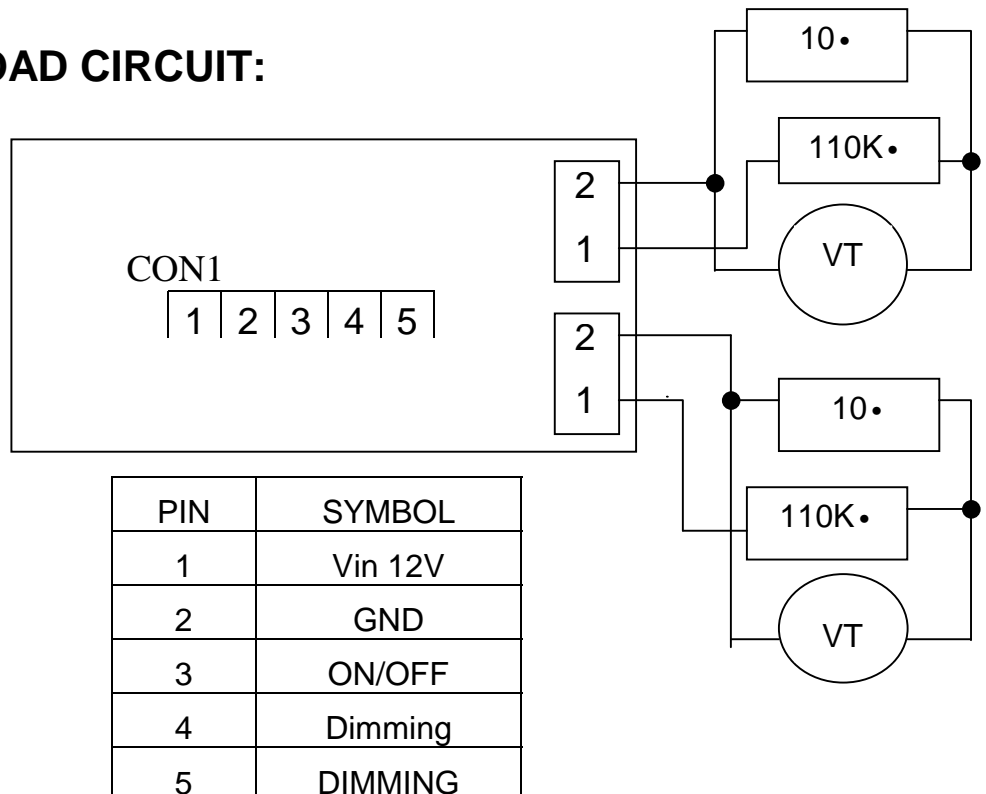 OAD CIRCUIT:
10•
110K•
VT
2
1
CON1
1 2 3 4 5
2
1
10•
110K•
VT
PIN SYMBOL
1 Vin 12V
2 GND
3 ON/OFF
4 Dimming
5 DIMMING